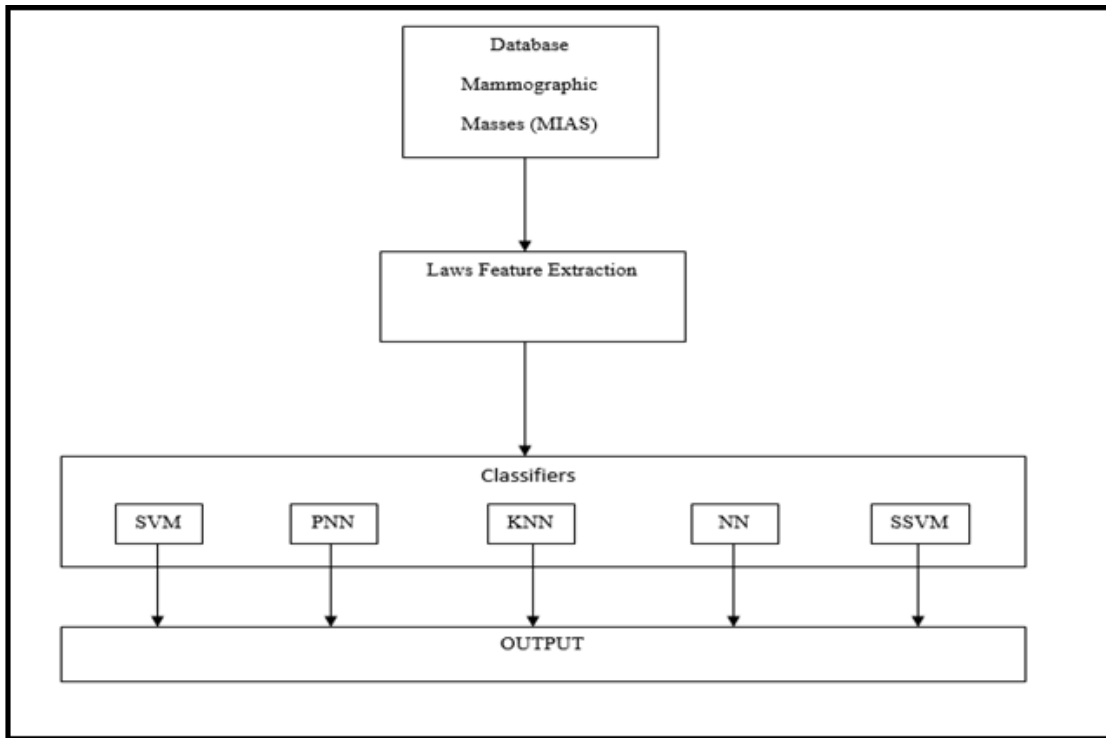 Database
Mammographic
Masses (MIAS)
Laws Feature Extraction
Classifiers
SVM PNN KNN NN SSVM
OUTPUT